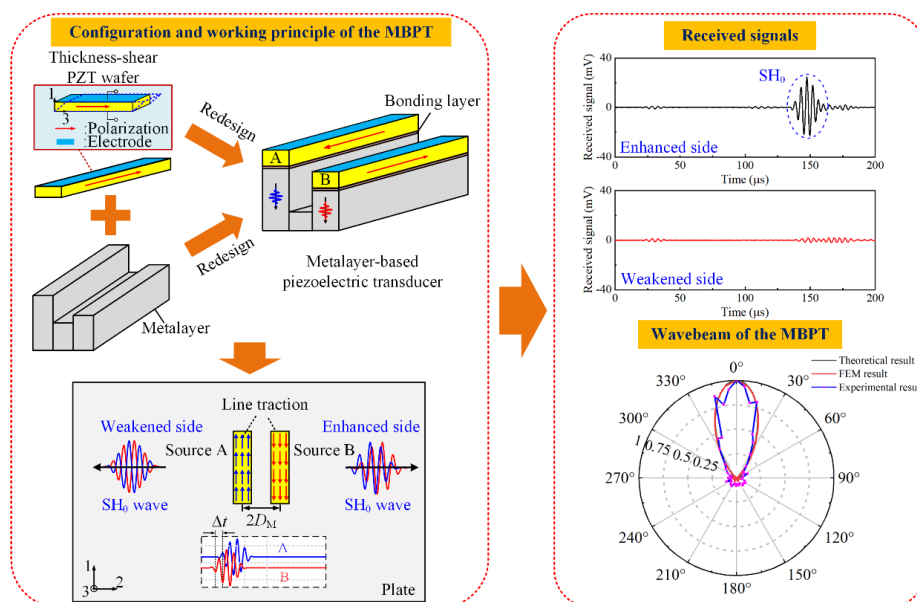 Configuration and working principle of the MBPT
Thickness-shear
PZT wafer
1
3
:Polarization
:Electrode
Redesign
Bonding layer
A
B
Redesign
Metalayer
Metalayer-based
piezoelectric transducer
Line traction
Weakened side
Enhanced side
Source A
Source B
SH₀ wave
SH₀ wave
2D_M
Δt
A
B
1
2
3
Plate
Received signals
Received signal (mV)
40
0
-40
SH₀
Enhanced side
0
50
100
150
200
Time (μs)
Received signal (mV)
40
0
-40
Weakened side
0
50
100
150
200
Time (μs)
Wavebeam of the MBPT
Theoretical result
FEM result
Experimental resu
0°
30°
60°
90°
120°
150°
180°
210°
240°
270°
300°
330°
1 0.75 0.5 0.25